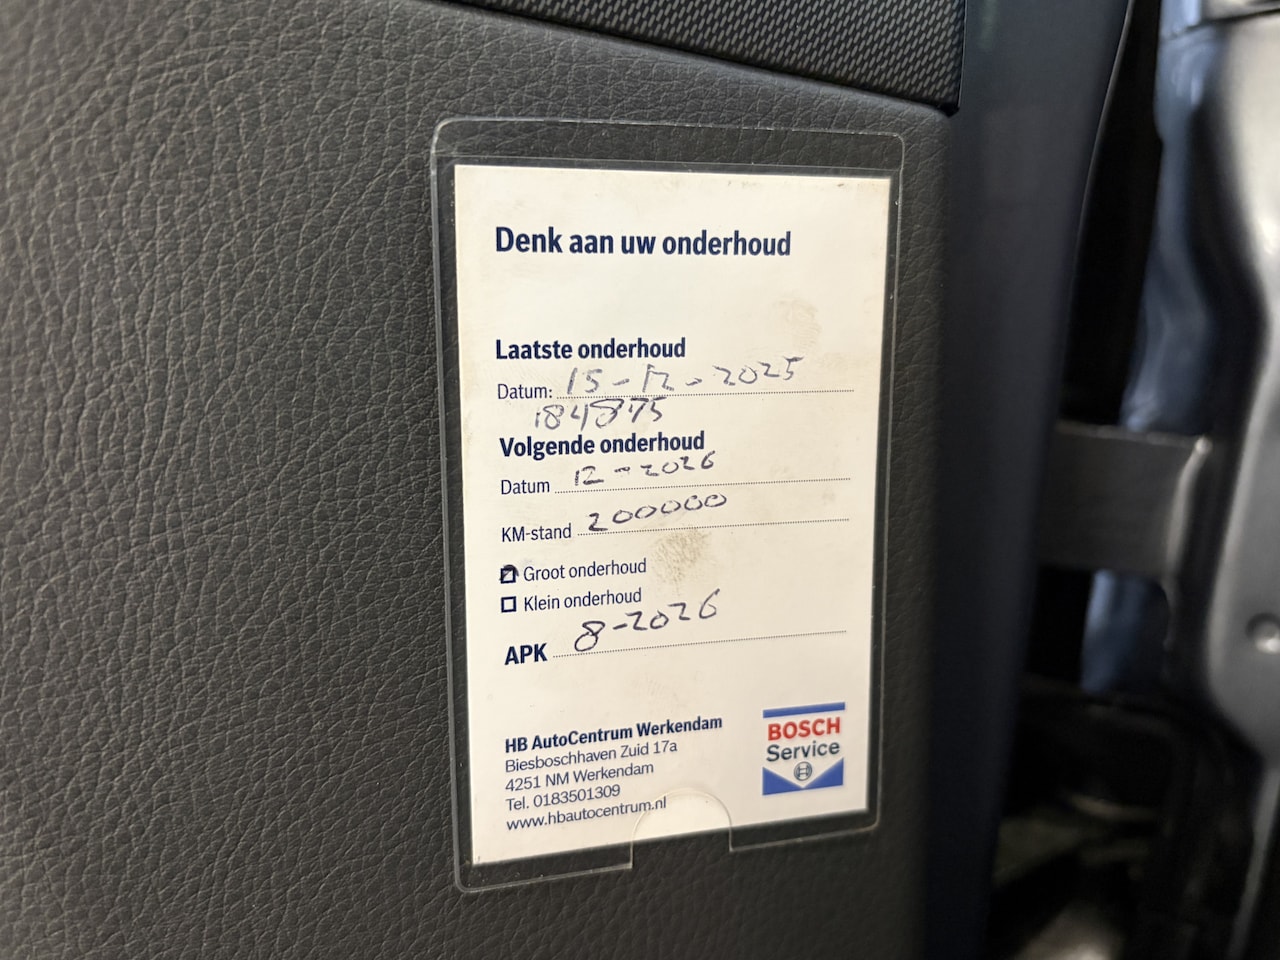 Denk aan uw onderhoud
Laatste onderhoud
Datum: 15-12-2025
184875
Volgende onderhoud
Datum 12-2026
KM-stand 200000
Groot onderhoud
Klein onderhoud
APK 8-2026
HB AutoCentrum Werkendam
Biesboschhaven Zuid 17a
4251 NM Werkendam
Tel. 0183501309
www.hbautocentrum.nl
BOSCH
Service